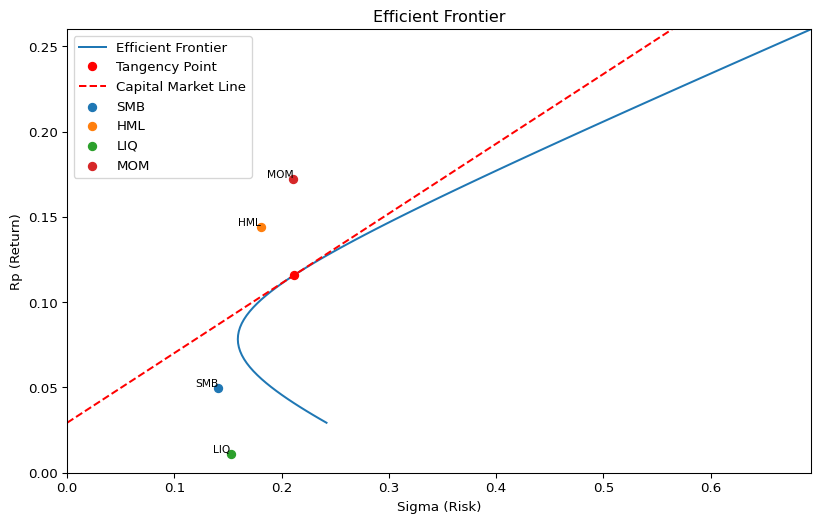 Efficient Frontier
Efficient Frontier
Tangency Point
Capital Market Line
SMB
HML
LIQ
MOM
0.25
0.20
0.15
0.10
0.05
0.00
Rp (Return)
MOM
HML
SMB
LIQ
0.0 0.1 0.2 0.3 0.4 0.5 0.6
Sigma (Risk)